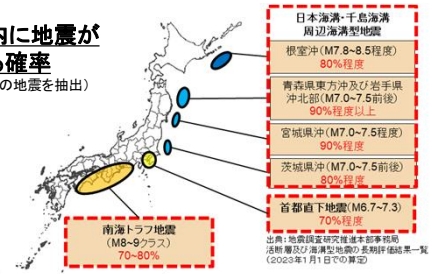 内に地震が
確率
の地震を抽出）
日本海溝・千島海溝
周辺海溝型地震
根室沖(M7.8~8.5程度)
80%程度
青森県東方沖及び岩手県
沖北部(M7.0~7.5前後)
90%程度以上
宮城県沖(M7.0~7.5程度)
90%程度
茨城県沖(M7.0~7.5前後)
80%程度
首都直下地震(M6.7~7.3)
70%程度
南海トラフ地震
(M8~9クラス)
70~80%
出典：地震調査研究推進本部事務局
活断層及び海溝型地震の長期評価結果一覧
(2023年1月1日での算定)